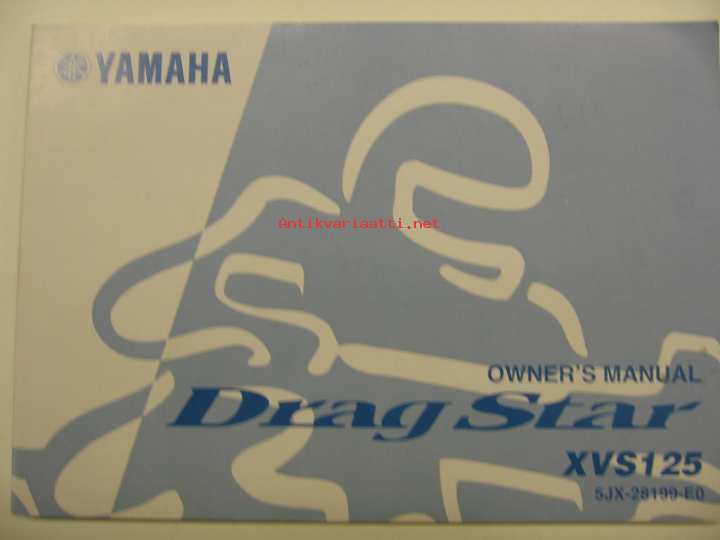 YAMAHA
Antikvariaatti.net
OWNER'S MANUAL
Drag Star
XVS125
5JX-28199-E0